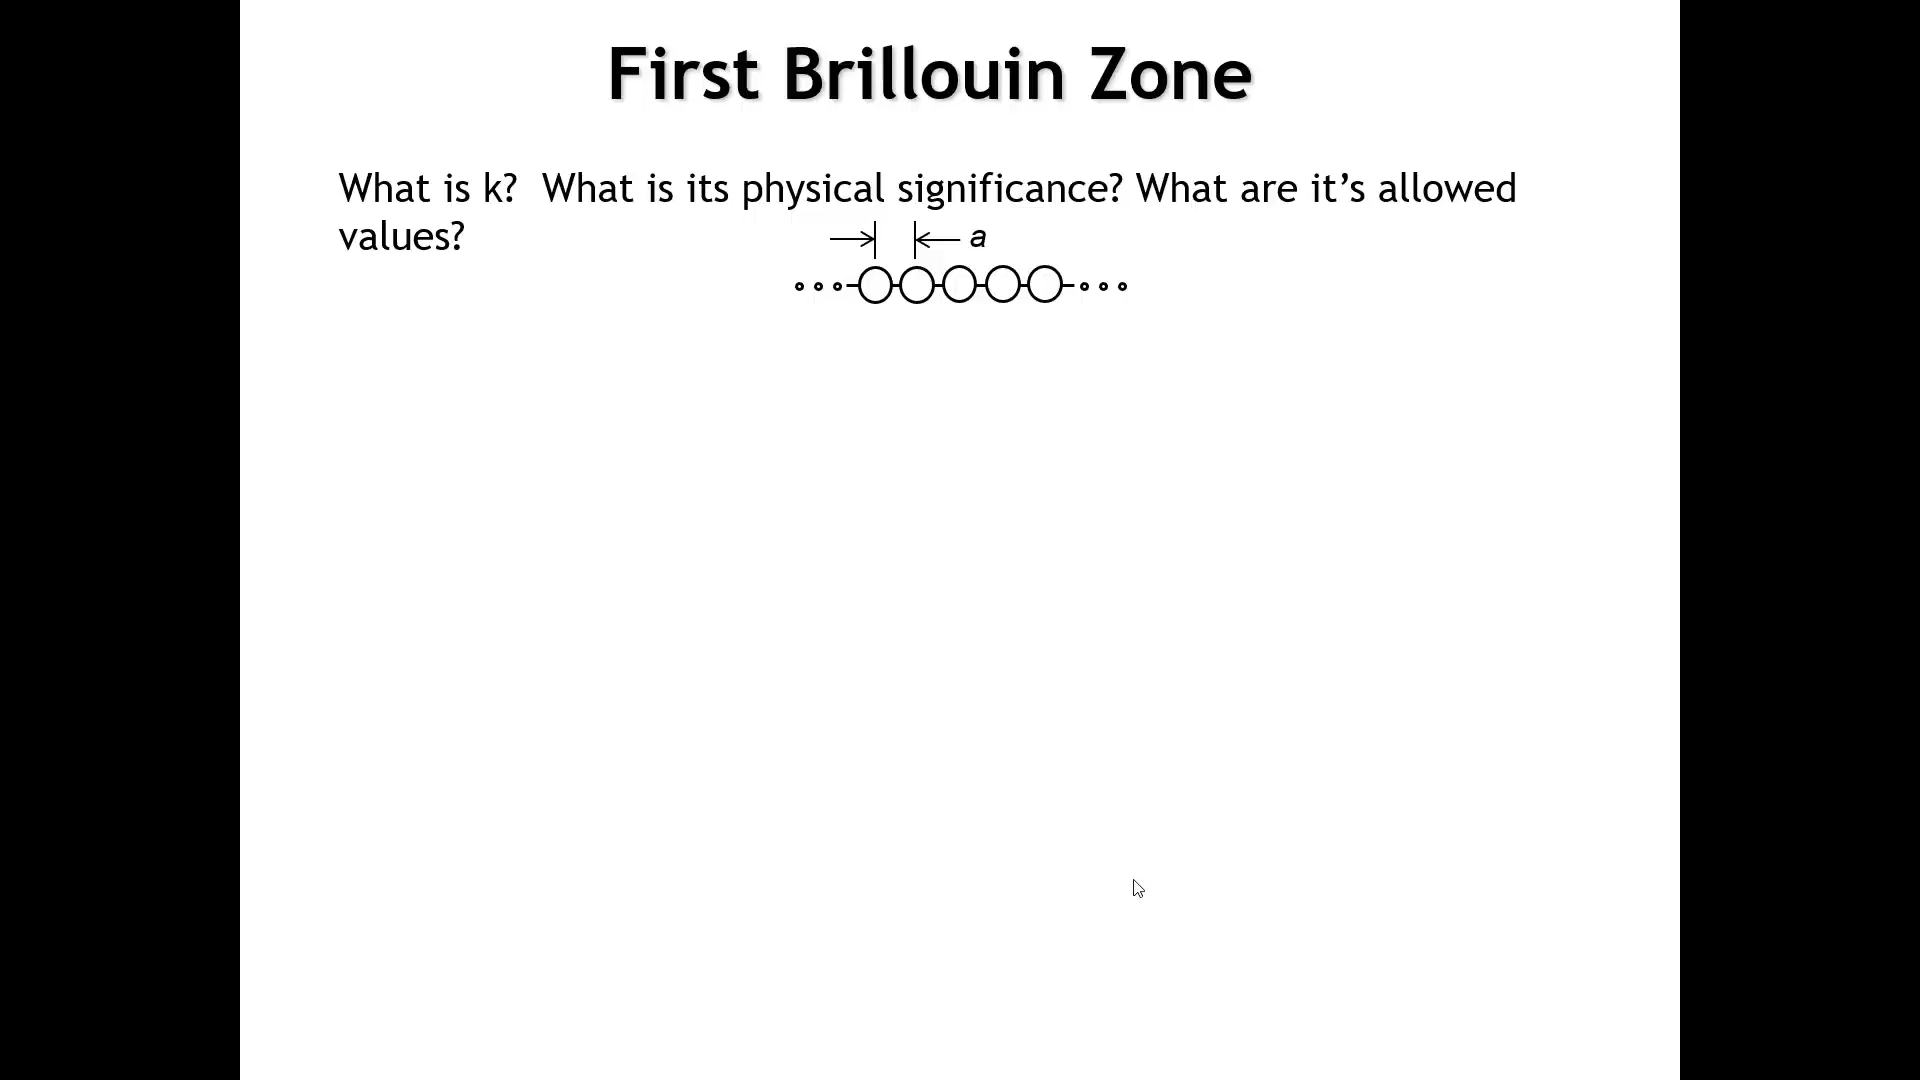 First Brillouin Zone
What is k?  What is its physical significance? What are it’s allowed
values?
a